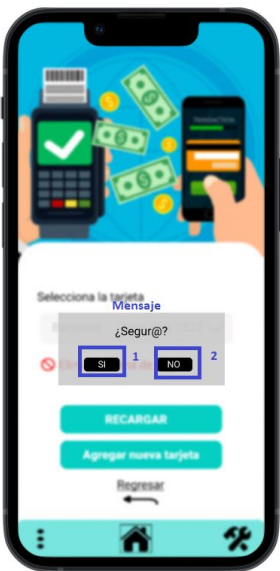 Selecciona la tarjeta
Mensaje
¿Segur@?
SI
1
NO
2
RECARGAR
Agregar nueva tarjeta
Regresar